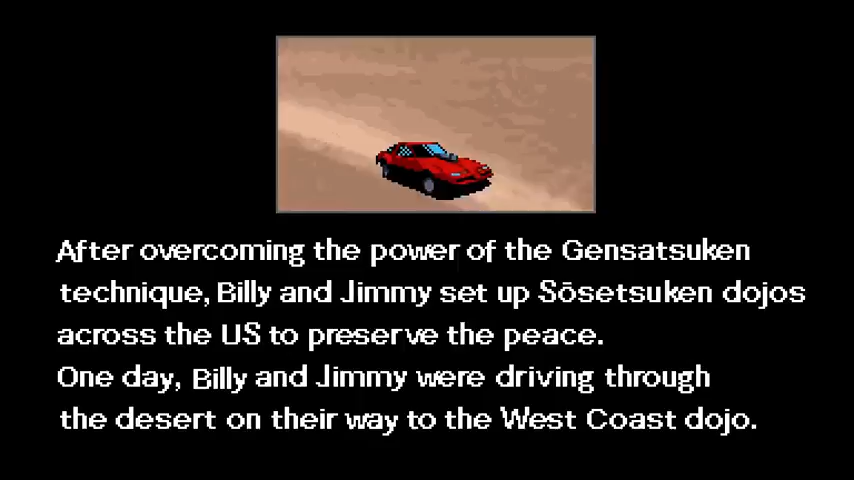 After overcoming the power of the Gensatsuken
technique, Billy and Jimmy set up Sōsetsuken dojos
across the US to preserve the peace.
One day, Billy and Jimmy were driving through
the desert on their way to the West Coast dojo.